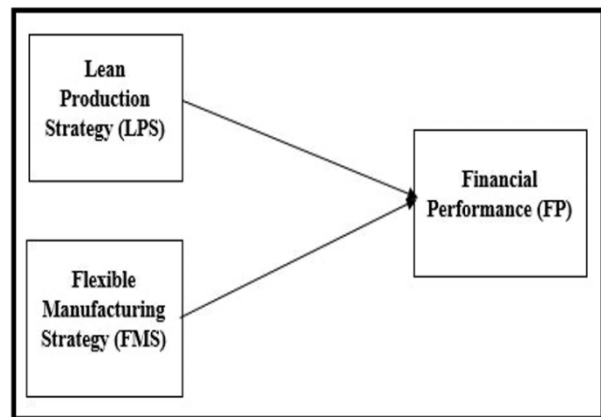 Lean
Production
Strategy (LPS)
Financial
Performance (FP)
Flexible
Manufacturing
Strategy (FMS)